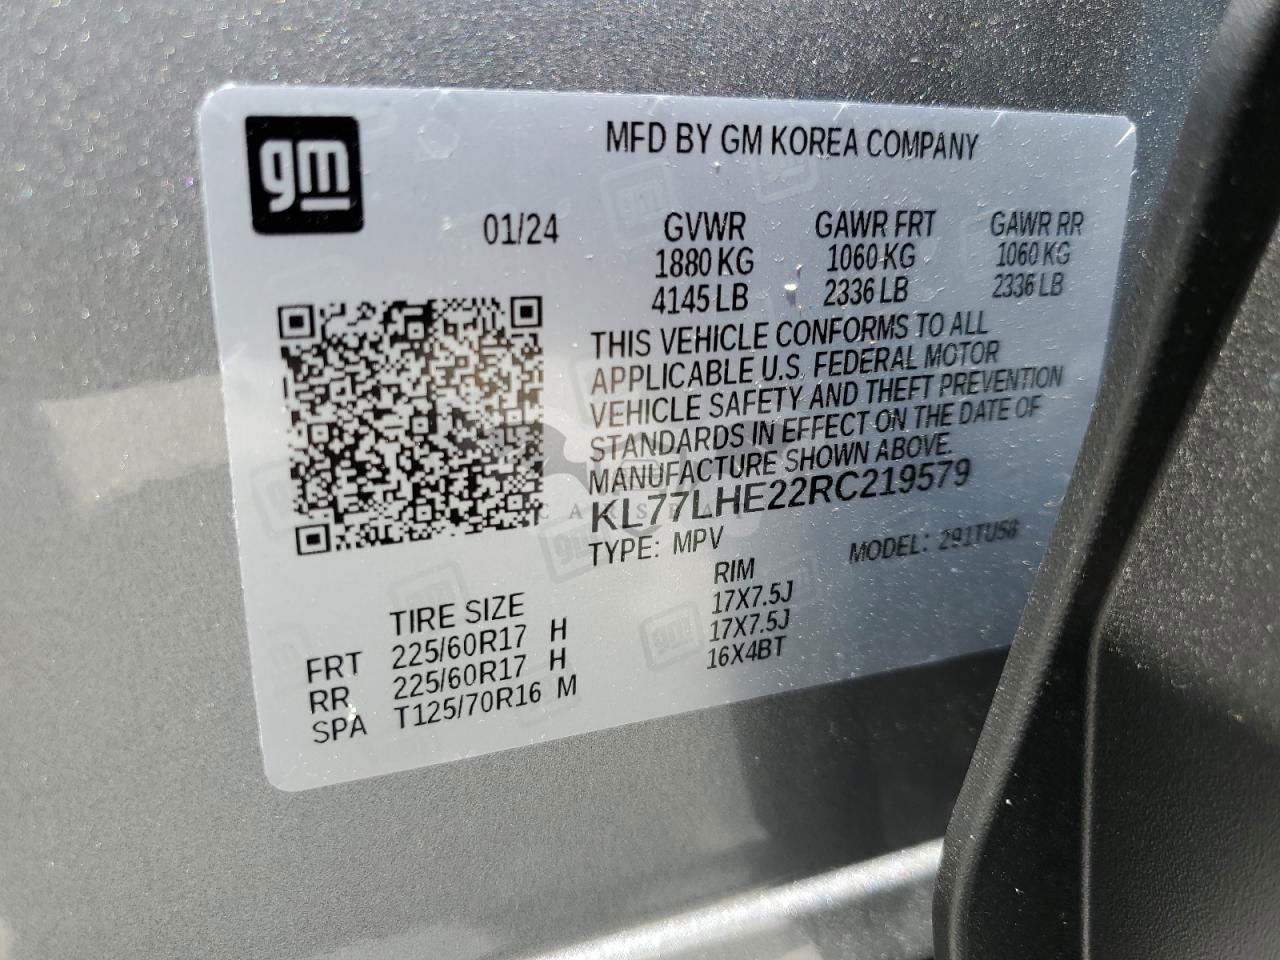 gm
MFD BY GM KOREA COMPANY
01/24 GVWR GAWR FRT GAWR RR
1880 KG 1060 KG 1060 KG
4145 LB 2336 LB 2336 LB
THIS VEHICLE CONFORMS TO ALL
APPLICABLE U.S. FEDERAL MOTOR
VEHICLE SAFETY AND THEFT PREVENTION
STANDARDS IN EFFECT ON THE DATE OF
MANUFACTURE SHOWN ABOVE.
KL77LHE22RC219579
TYPE: MPV MODEL: 291TU58
TIRE SIZE RIM
FRT 225/60R17 H 17X7.5J
RR 225/60R17 H 17X7.5J
SPA T125/70R16 M 16X4BT